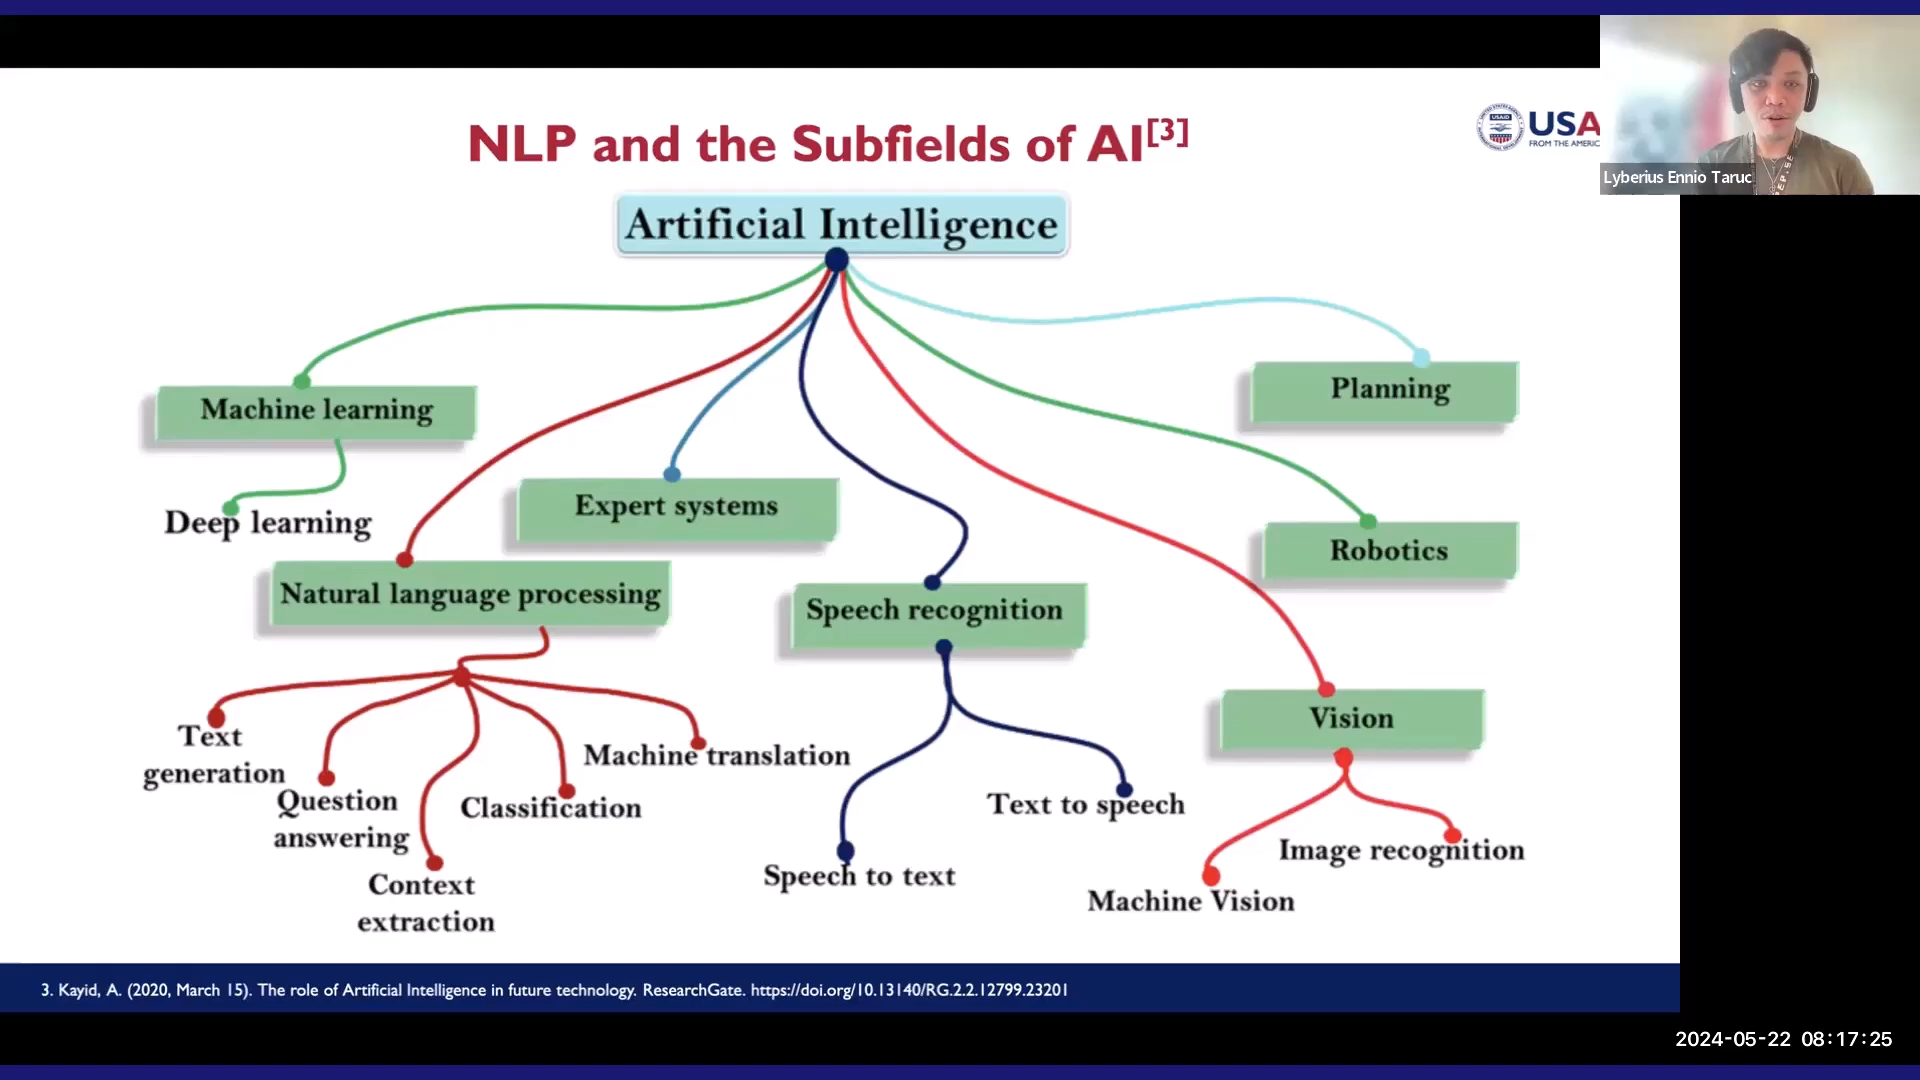 NLP and the Subfields of AI[3]
USA
FROM THE AMERIC
Lyberius Ennio Taruc
Artificial Intelligence
Machine learning
Deep learning
Planning
Expert systems
Robotics
Natural language processing
Speech recognition
Vision
Text
generation
Question
answering
Context
extraction
Classification
Machine translation
Speech to text
Text to speech
Machine Vision
Image recognition
3. Kayid, A. (2020, March 15). The role of Artificial Intelligence in future technology. ResearchGate. https://doi.org/10.13140/RG.2.2.12799.23201
2024-05-22 08:17:25